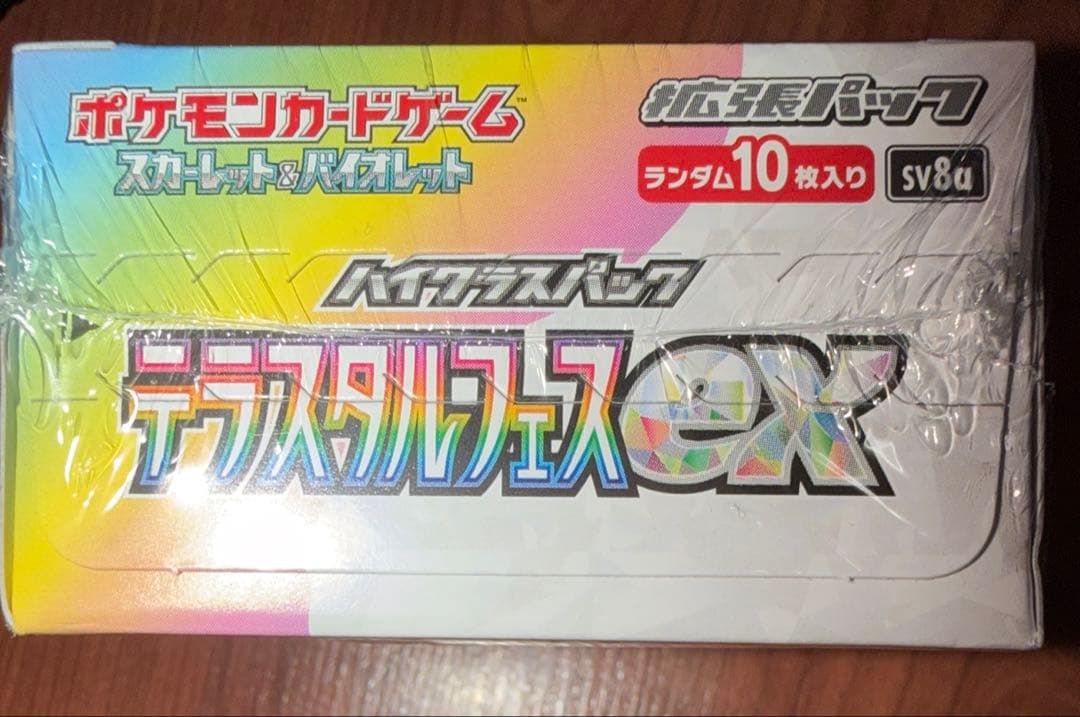 ポケモンカードゲーム™
スカーレット&バイオレット
拡張パック
ランダム10枚入り
sv8a
ハイクラスパック
テラスタルフェスex